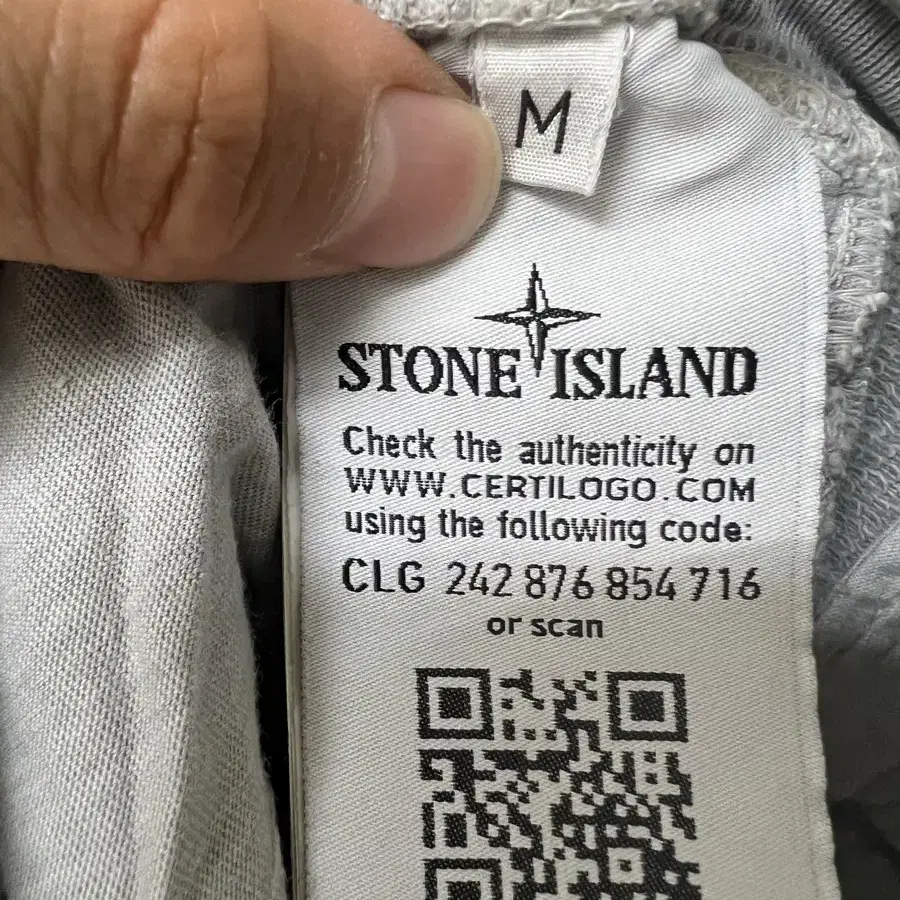 M
STONE ISLAND
Check the authenticity on
WWW.CERTILOGO.COM
using the following code:
CLG 242 876 854 716
or scan